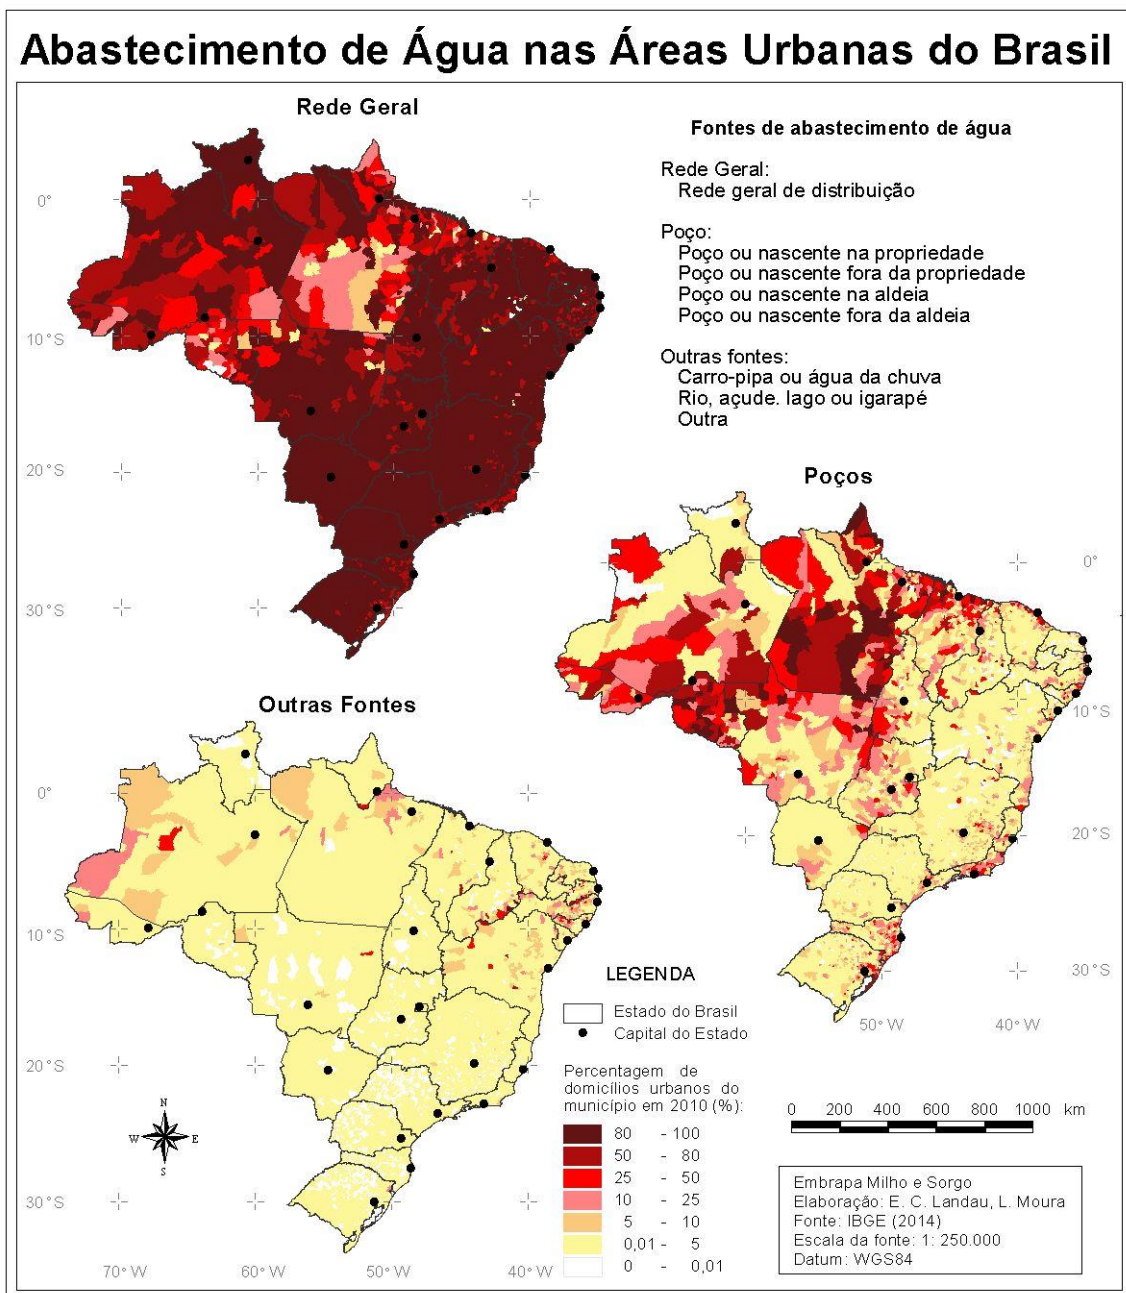 Abastecimento de Água nas Áreas Urbanas do Brasil
Rede Geral
Fontes de abastecimento de água
Rede Geral:
Rede geral de distribuição
Poço:
Poço ou nascente na propriedade
Poço ou nascente fora da propriedade
Poço ou nascente na aldeia
Poço ou nascente fora da aldeia
Outras fontes:
Carro-pipa ou água da chuva
Rio, açude. lago ou igarapé
Outra
0°
10°S
20°S
30°S
Poços
0°
10°S
20°S
30°S
50°W
40°W
Outras Fontes
0°
10°S
20°S
30°S
70°W
60°W
50°W
40°W
N
W
E
S
LEGENDA
Estado do Brasil
Capital do Estado
Percentagem de
domicílios urbanos do
município em 2010 (%):
80 - 100
50 - 80
25 - 50
10 - 25
5 - 10
0,01 - 5
0 - 0,01
0 200 400 600 800 1000 km
Embrapa Milho e Sorgo
Elaboração: E. C. Landau, L. Moura
Fonte: IBGE (2014)
Escala da fonte: 1: 250.000
Datum: WGS84